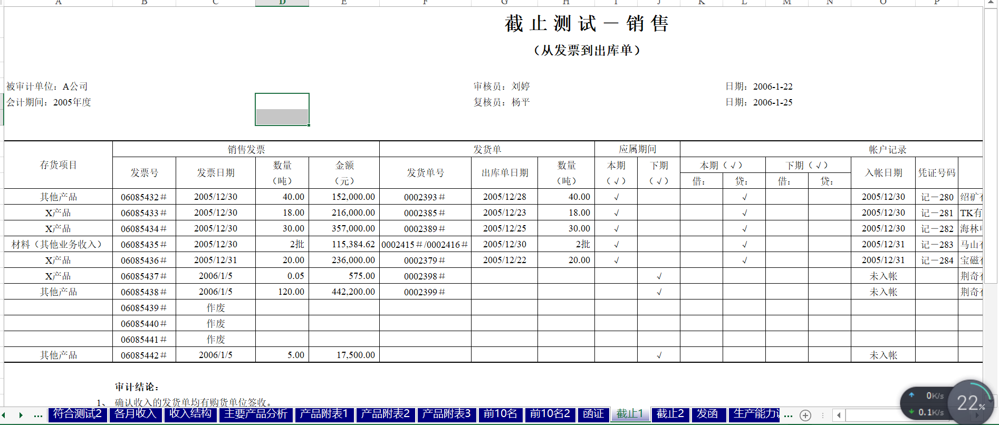 A B C D E F G H I J K L M N O P
截止测试－销售
（从发票到出库单）
被审计单位：A公司 审核员：刘婷 日期：2006-1-22
会计期间：2005年度 复核员：杨平 日期：2006-1-25
存货项目 销售发票 发货单 应属期间 帐户记录
发票号 发票日期 数量（吨） 金额（元） 发货单号 出库单日期 数量（吨） 本期（√） 下期（√） 本期（√） 下期（√） 入帐日期 凭证号码
借： 贷： 借： 贷：
其他产品 06085432＃ 2005/12/30 40.00 152,000.00 0002393＃ 2005/12/28 40.00 √ √ 2005/12/30 记－280 绍矿
X产品 06085433＃ 2005/12/30 18.00 216,000.00 0002385＃ 2005/12/23 18.00 √ √ 2005/12/30 记－281 TK有
X产品 06085434＃ 2005/12/30 30.00 357,000.00 0002389＃ 2005/12/25 30.00 √ √ 2005/12/30 记－282 海林
材料（其他业务收入） 06085435＃ 2005/12/30 2批 115,384.62 0002415＃/0002416＃ 2005/12/30 2批 √ √ 2005/12/31 记－283 马山
X产品 06085436＃ 2005/12/31 20.00 236,000.00 0002379＃ 2005/12/22 20.00 √ √ 2005/12/31 记－284 宝磁
X产品 06085437＃ 2006/1/5 0.05 575.00 0002398＃ √ 未入帐 荆奇
其他产品 06085438＃ 2006/1/5 120.00 442,200.00 0002399＃ √ 未入帐 荆奇
06085439＃ 作废
06085440＃ 作废
06085441＃ 作废
其他产品 06085442＃ 2006/1/5 5.00 17,500.00 √ 未入帐
审计结论：
1、 确认收入的发货单均有购货单位签收。
0K/s
0.1K/s
22%
... 符合测试2 各月收入 收入结构 主要产品分析 产品附表1 产品附表2 产品附表3 前10名 前10名2 函证 截止1 截止2 发函 生产能力 ...